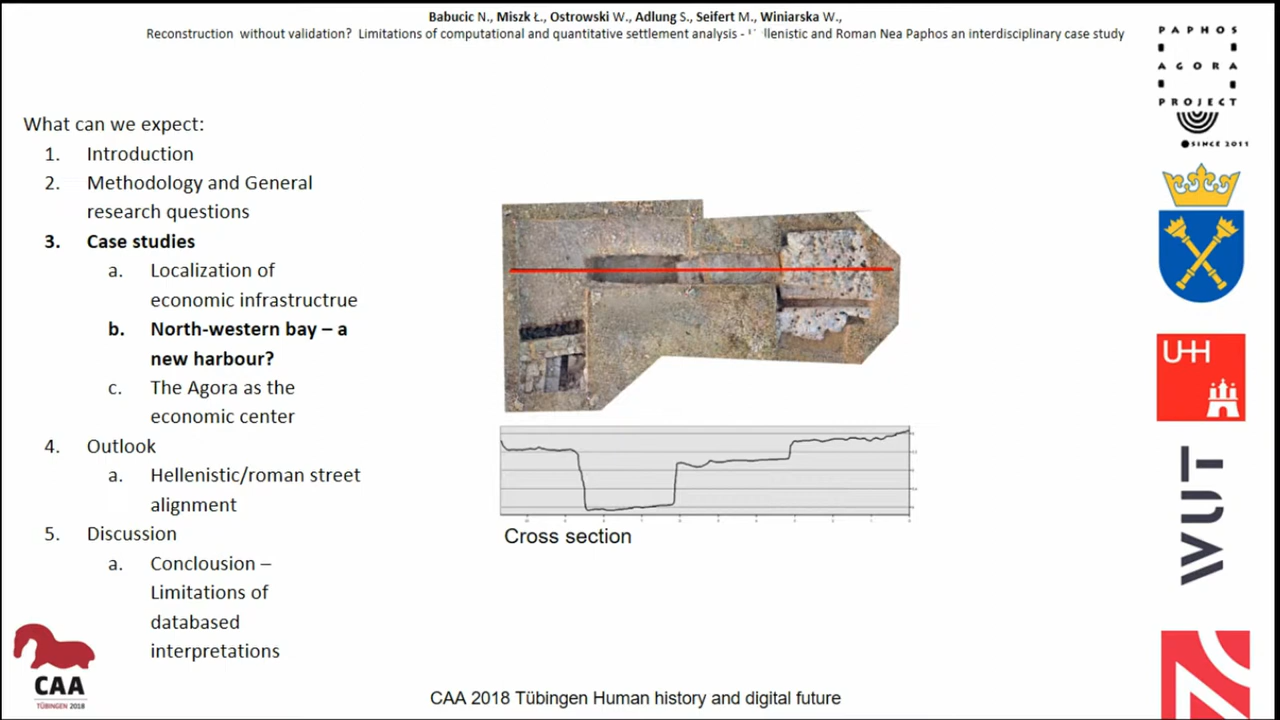 Babucic N., Miszk Ł., Ostrowski W., Adlung S., Seifert M., Winiarska W.,
Reconstruction without validation? Limitations of computational and quantitative settlement analysis - llenistic and Roman Nea Paphos an interdisciplinary case study
What can we expect:
1. Introduction
2. Methodology and General
research questions
3. Case studies
a. Localization of
economic infrastructrue
b. North-western bay – a
new harbour?
c. The Agora as the
economic center
4. Outlook
a. Hellenistic/roman street
alignment
5. Discussion
a. Conclousion –
Limitations of
databased
interpretations
Cross section
PAPHOS
AGORA
PROJECT
SINCE 2011
UH
WUT
CAA
TÜBINGEN 2018
CAA 2018 Tübingen Human history and digital future